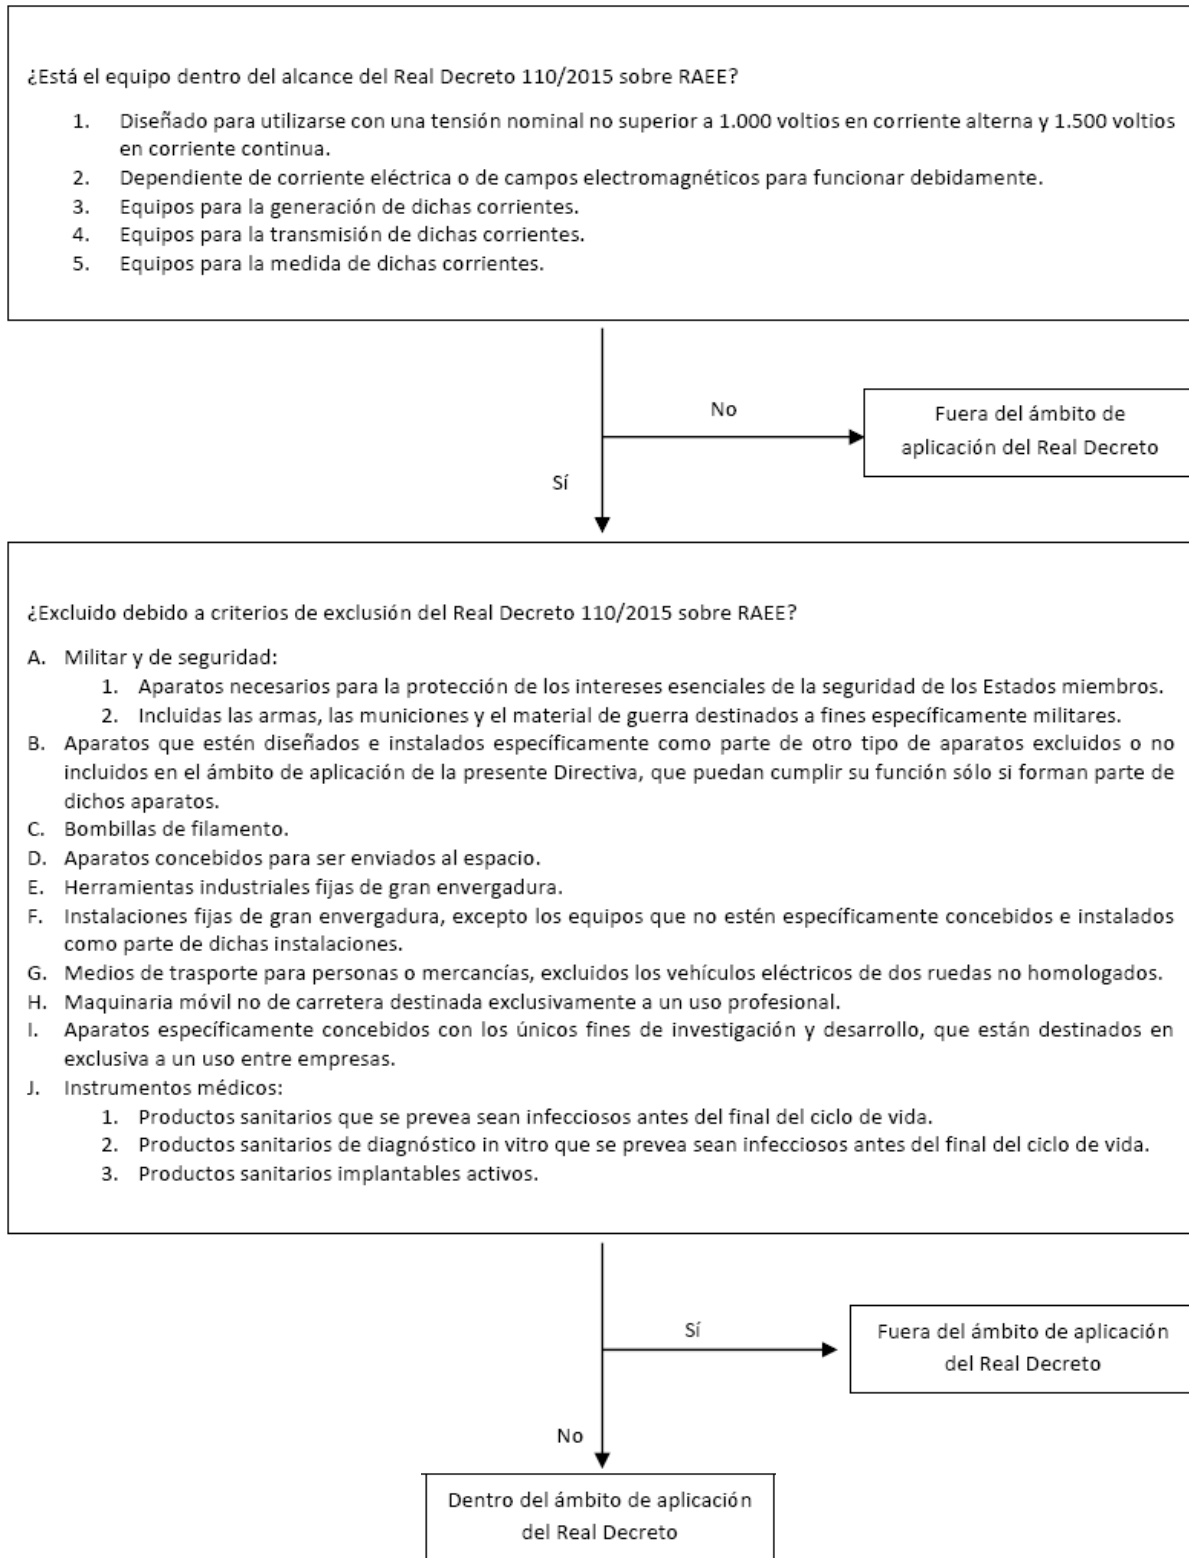 ¿Está el equipo dentro del alcance del Real Decreto 110/2015 sobre RAEE?
1. Diseñado para utilizarse con una tensión nominal no superior a 1.000 voltios en corriente alterna y 1.500 voltios
en corriente continua.
2. Dependiente de corriente eléctrica o de campos electromagnéticos para funcionar debidamente.
3. Equipos para la generación de dichas corrientes.
4. Equipos para la transmisión de dichas corrientes.
5. Equipos para la medida de dichas corrientes.
No
Fuera del ámbito de
aplicación del Real Decreto
Sí
¿Excluido debido a criterios de exclusión del Real Decreto 110/2015 sobre RAEE?
A. Militar y de seguridad:
1. Aparatos necesarios para la protección de los intereses esenciales de la seguridad de los Estados miembros.
2. Incluidas las armas, las municiones y el material de guerra destinados a fines específicamente militares.
B. Aparatos que estén diseñados e instalados específicamente como parte de otro tipo de aparatos excluidos o no
incluidos en el ámbito de aplicación de la presente Directiva, que puedan cumplir su función sólo si forman parte de
dichos aparatos.
C. Bombillas de filamento.
D. Aparatos concebidos para ser enviados al espacio.
E. Herramientas industriales fijas de gran envergadura.
F. Instalaciones fijas de gran envergadura, excepto los equipos que no estén específicamente concebidos e instalados
como parte de dichas instalaciones.
G. Medios de trasporte para personas o mercancías, excluidos los vehículos eléctricos de dos ruedas no homologados.
H. Maquinaria móvil no de carretera destinada exclusivamente a un uso profesional.
I. Aparatos específicamente concebidos con los únicos fines de investigación y desarrollo, que están destinados en
exclusiva a un uso entre empresas.
J. Instrumentos médicos:
1. Productos sanitarios que se prevea sean infecciosos antes del final del ciclo de vida.
2. Productos sanitarios de diagnóstico in vitro que se prevea sean infecciosos antes del final del ciclo de vida.
3. Productos sanitarios implantables activos.
Sí
Fuera del ámbito de aplicación
del Real Decreto
No
Dentro del ámbito de aplicación
del Real Decreto